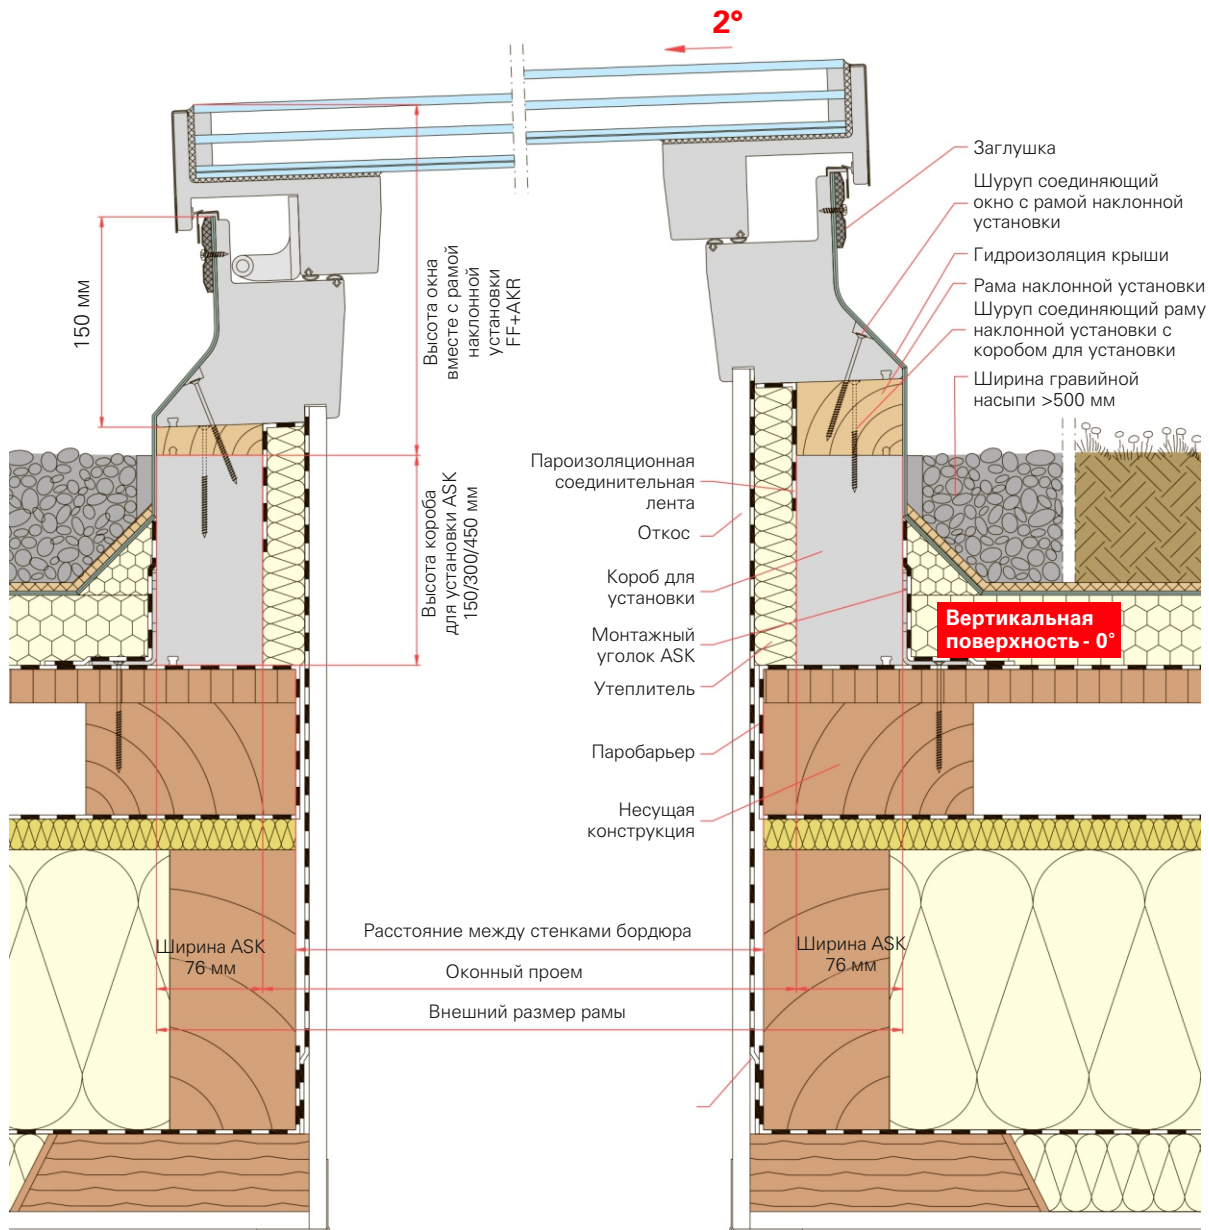 2°
Заглушка
Шуруп соединяющий
окно с рамой наклонной
установки
Гидроизоляция крыши
Рама наклонной установки
Шуруп соединяющий раму
наклонной установки с
коробом для установки
Ширина гравийной
насыпи >500 мм
150 мм
Высота окна
вместе с рамой
наклонной
установки
FF+AKR
Высота короба
для установки ASK
150/300/450 мм
Пароизоляционная
соединительная
лента
Откос
Короб для
установки
Монтажный
уголок ASK
Утеплитель
Паробарьер
Несущая
конструкция
Вертикальная
поверхность - 0°
Расстояние между стенками бордюра
Ширина ASK
76 мм
Ширина ASK
76 мм
Оконный проем
Внешний размер рамы